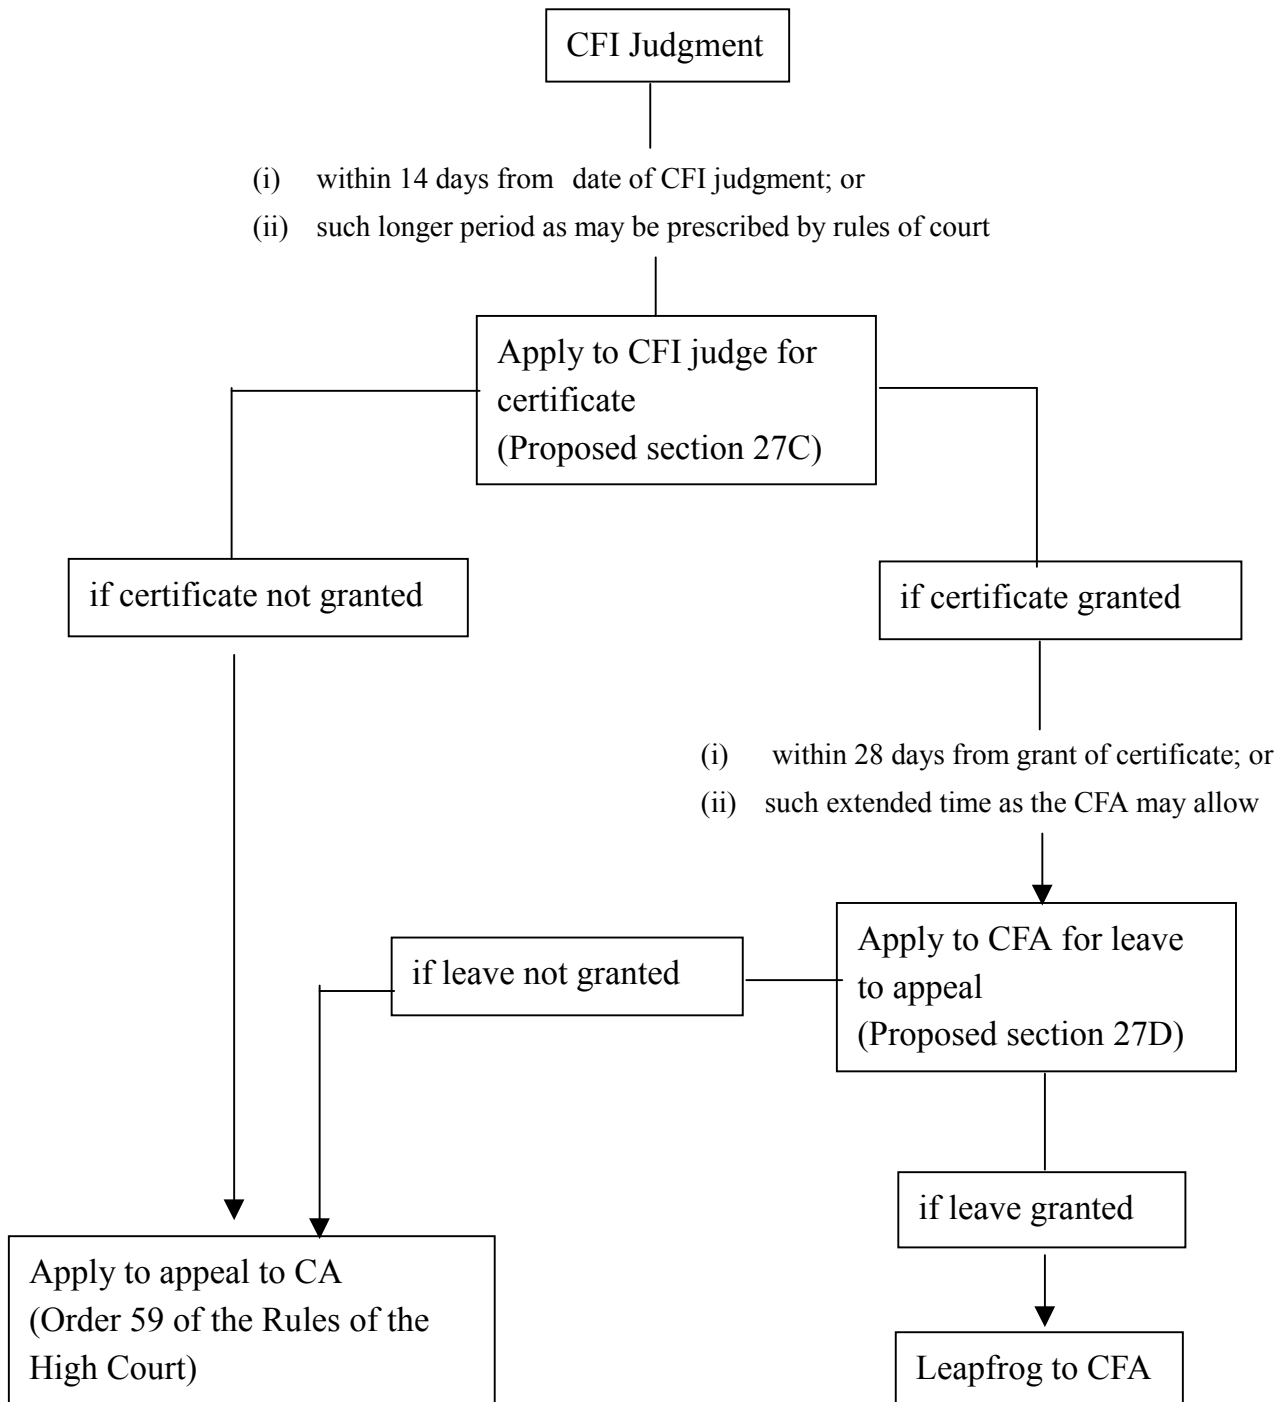 CFI Judgment
(i) within 14 days from date of CFI judgment; or
(ii) such longer period as may be prescribed by rules of court
Apply to CFI judge for
certificate
(Proposed section 27C)
if certificate not granted
if certificate granted
(i) within 28 days from grant of certificate; or
(ii) such extended time as the CFA may allow
Apply to CFA for leave
to appeal
(Proposed section 27D)
if leave not granted
if leave granted
Apply to appeal to CA
(Order 59 of the Rules of the
High Court)
Leapfrog to CFA